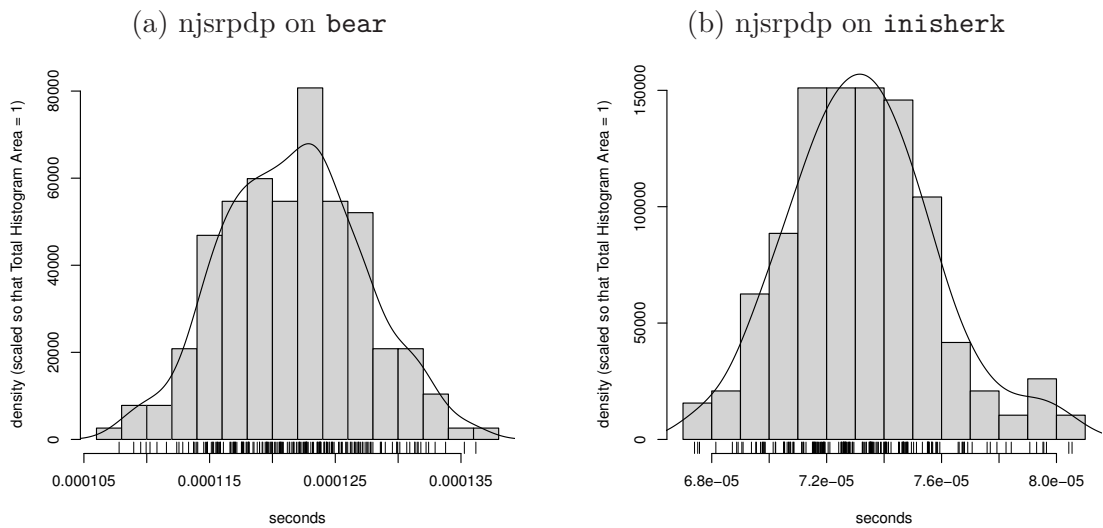 (a) njsrpdp on bear
density (scaled so that Total Histogram Area = 1)
80000
60000
40000
20000
0
0.000105 0.000115 0.000125 0.000135
seconds
(b) njsrpdp on inisherk
density (scaled so that Total Histogram Area = 1)
150000
100000
50000
0
6.8e-05 7.2e-05 7.6e-05 8.0e-05
seconds